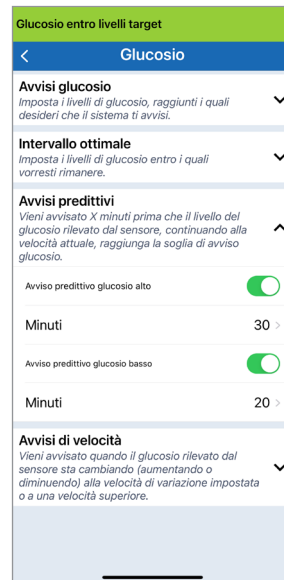 Glucosio entro livelli target
Glucosio
Avvisi glucosio
Imposta i livelli di glucosio, raggiunti i quali
desideri che il sistema ti avvisi.
Intervallo ottimale
Imposta i livelli di glucosio entro i quali
vorresti rimanere.
Avvisi predittivi
Vieni avvisato X minuti prima che il livello del
glucosio rilevato dal sensore, continuando alla
velocità attuale, raggiunga la soglia di avviso
glucosio.
Avviso predittivo glucosio alto
Minuti 30
Avviso predittivo glucosio basso
Minuti 20
Avvisi di velocità
Vieni avvisato quando il glucosio rilevato dal
sensore sta cambiando (aumentando o
diminuendo) alla velocità di variazione impostata
o a una velocità superiore.